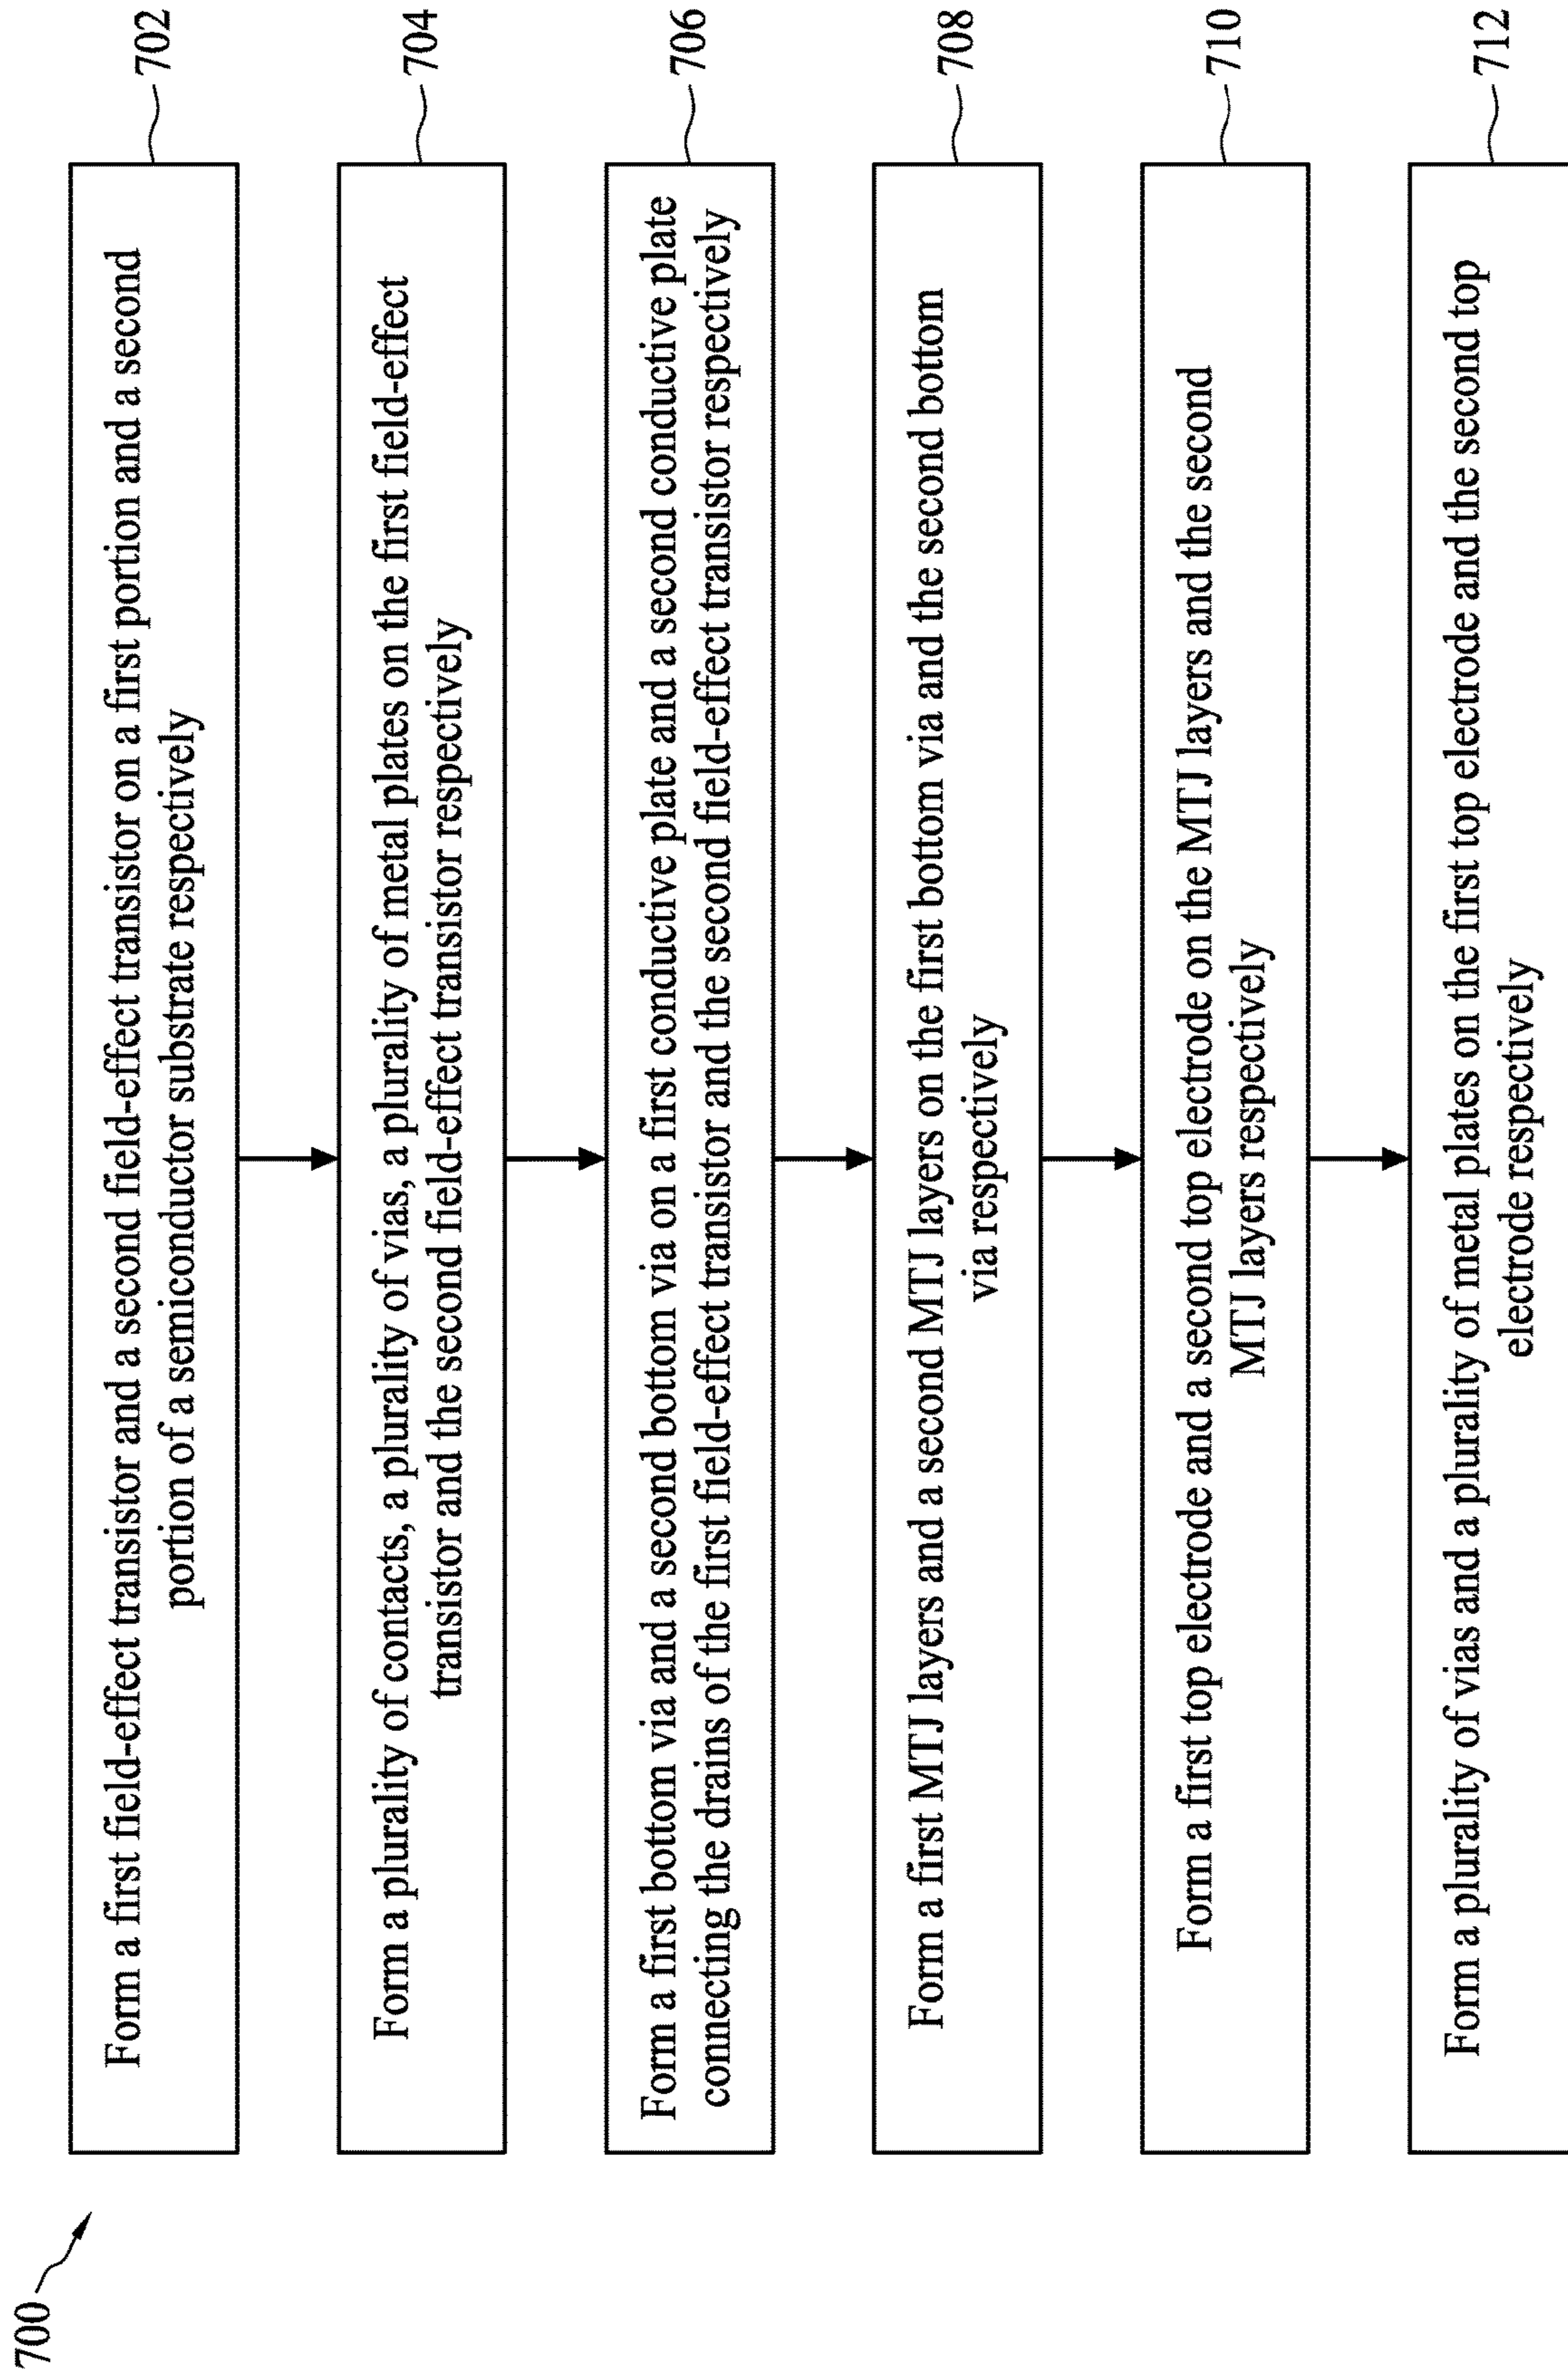 700
Form a first field-effect transistor and a second field-effect transistor on a first portion and a second
portion of a semiconductor substrate respectively
702
Form a plurality of contacts, a plurality of vias, a plurality of metal plates on the first field-effect
transistor and the second field-effect transistor respectively
704
Form a first bottom via and a second bottom via on a first conductive plate and a second conductive plate
connecting the drains of the first field-effect transistor and the second field-effect transistor respectively
706
Form a first MTJ layers and a second MTJ layers on the first bottom via and the second bottom
via respectively
708
Form a first top electrode and a second top electrode on the MTJ layers and the second
MTJ layers respectively
710
Form a plurality of vias and a plurality of metal plates on the first top electrode and the second top
electrode respectively
712